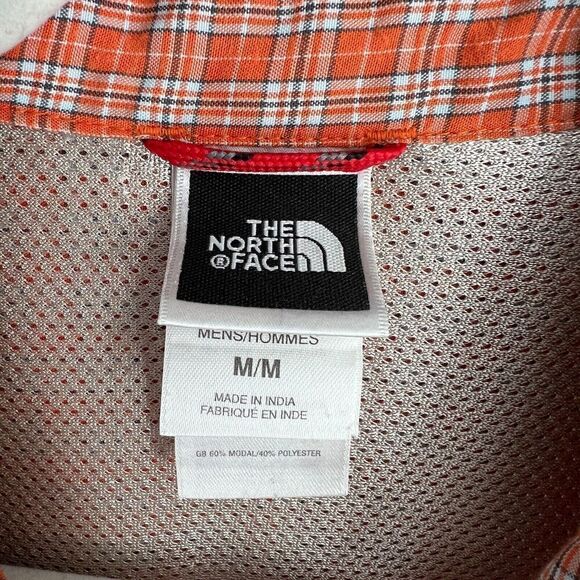 THE
NORTH
®FACE
MENS/HOMMES
M/M
MADE IN INDIA
FABRIQUÉ EN INDE
GB 60% MODAL/40% POLYESTER